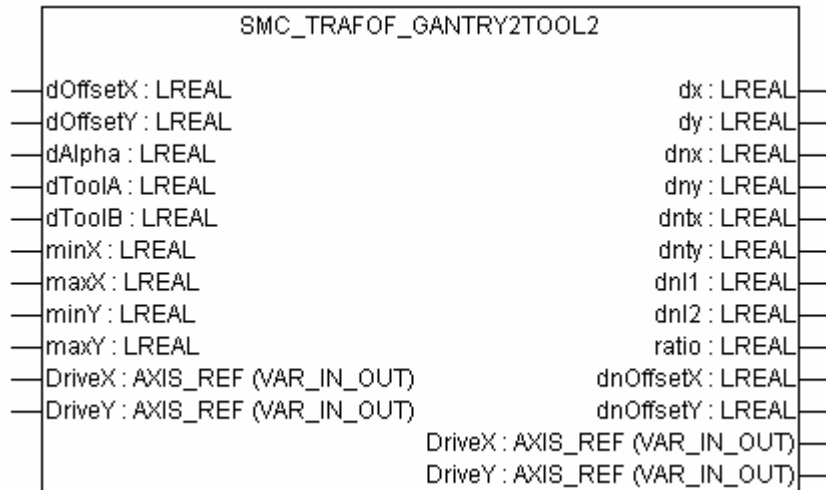 SMC_TRAFOF_GANTRY2TOOL2
dOffsetX : LREAL dx : LREAL
dOffsetY : LREAL dy : LREAL
dAlpha : LREAL dnx : LREAL
dToolA : LREAL dny : LREAL
dToolB : LREAL dntx : LREAL
minX : LREAL dnty : LREAL
maxX : LREAL dnl1 : LREAL
minY : LREAL dnl2 : LREAL
maxY : LREAL ratio : LREAL
DriveX : AXIS_REF (VAR_IN_OUT) dnOffsetX : LREAL
DriveY : AXIS_REF (VAR_IN_OUT) dnOffsetY : LREAL
DriveX : AXIS_REF (VAR_IN_OUT)
DriveY : AXIS_REF (VAR_IN_OUT)